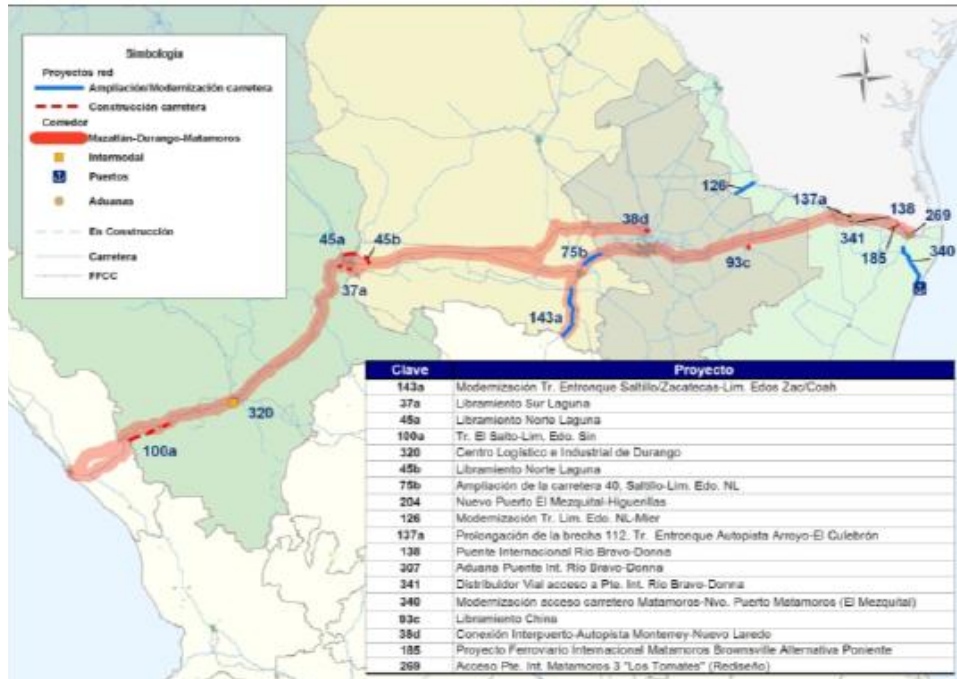 Simbología
Proyectos red
Ampliación/Modernización carretera
Construcción carretera
Corredor
Mazatlán-Durango-Matamoros
Intermodal
Puertos
Aduanas
En Construcción
Carretera
FFCC
N
126
137a
138
269
38d
45a
45b
341
185
340
75b
93c
37a
143a
320
100a
Clave Proyecto
143a Modernización Tr. Entronque Saltillo/Zacatecas-Lim. Edos Zac/Coah
37a Libramiento Sur Laguna
45a Libramiento Norte Laguna
100a Tr. El Salto-Lim. Edo. Sin
320 Centro Logístico e Industrial de Durango
45b Libramiento Norte Laguna
75b Ampliación de la carretera 40, Saltillo-Lim. Edo. NL
204 Nuevo Puerto El Mezquital-Higuerillas
126 Modernización Tr. Lim. Edo. NL-Mier
137a Prolongación de la brecha 112. Tr. Entronque Autopista Arroyo-El Culebrón
138 Puente Internacional Río Bravo-Donna
307 Aduana Puente Int. Río Bravo-Donna
341 Distribuidor Vial acceso a Pte. Int. Río Bravo-Donna
340 Modernización acceso carretero Matamoros-Nvo. Puerto Matamoros (El Mezquital)
93c Libramiento China
38d Conexión Interpuerto-Autopista Monterrey-Nuevo Laredo
185 Proyecto Ferroviario Internacional Matamoros Brownsville Alternativa Poniente
269 Acceso Pte. Int. Matamoros 3 "Los Tomates" (Rediseño)